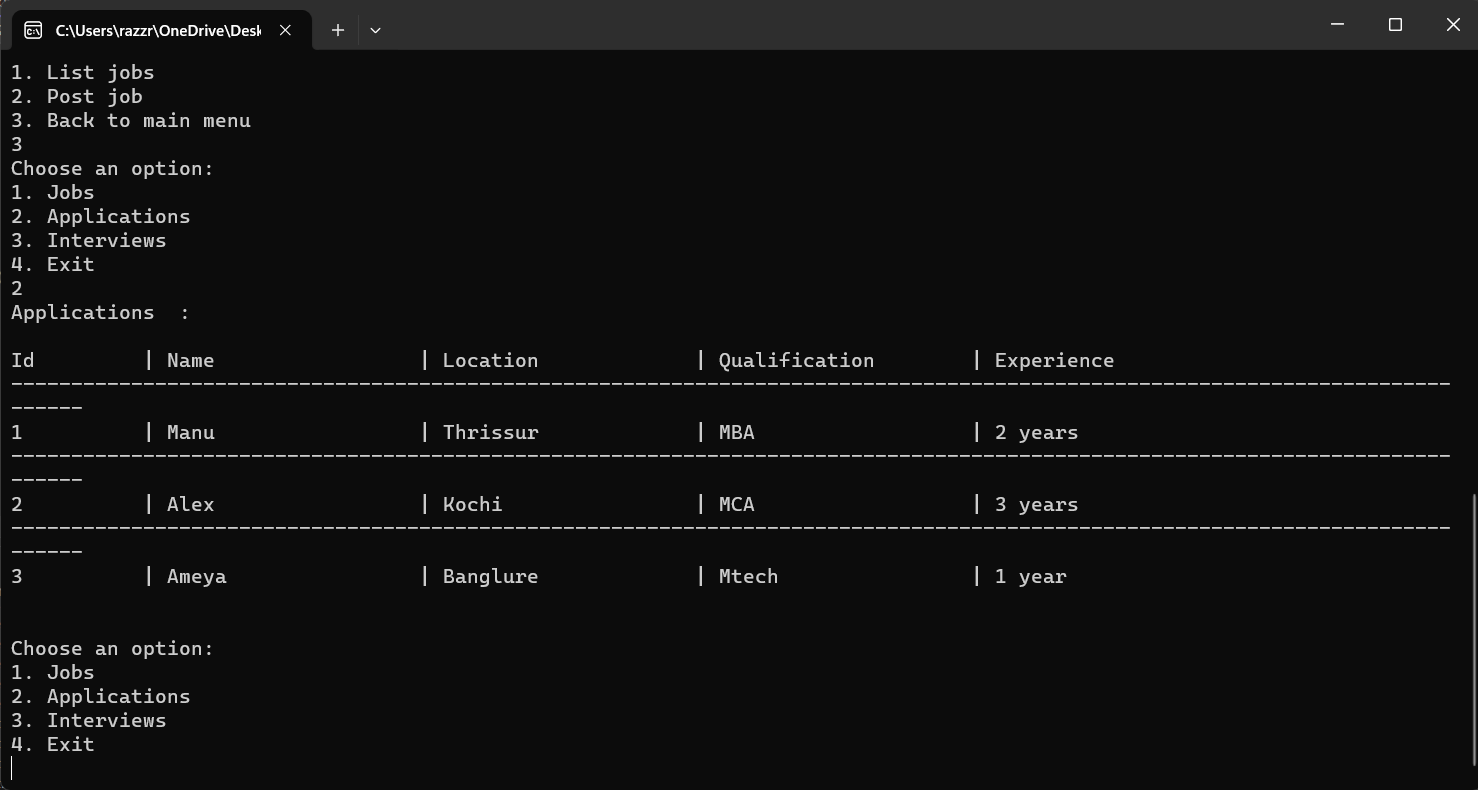 C:\Users\razzr\OneDrive\Desk
1. List jobs
2. Post job
3. Back to main menu
3
Choose an option:
1. Jobs
2. Applications
3. Interviews
4. Exit
2
Applications  :
Id          | Name                 | Location             | Qualification        | Experience
------------------------------------------------------------------------------------------------------------------------
------
1           | Manu                 | Thrissur             | MBA                  | 2 years
------------------------------------------------------------------------------------------------------------------------
------
2           | Alex                 | Kochi                | MCA                  | 3 years
------------------------------------------------------------------------------------------------------------------------
------
3           | Ameya                | Banglure             | Mtech                | 1 year
Choose an option:
1. Jobs
2. Applications
3. Interviews
4. Exit